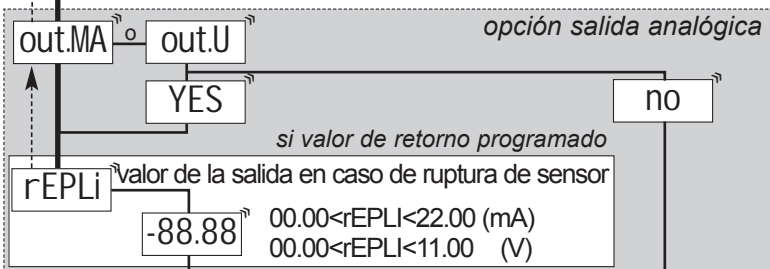 opción salida analógica
out.MA o out.U
YES
no
si valor de retorno programado
rEPLi
valor de la salida en caso de ruptura de sensor
-88.88
00.00<rEPLI<22.00 (mA)
00.00<rEPLI<11.00 (V)